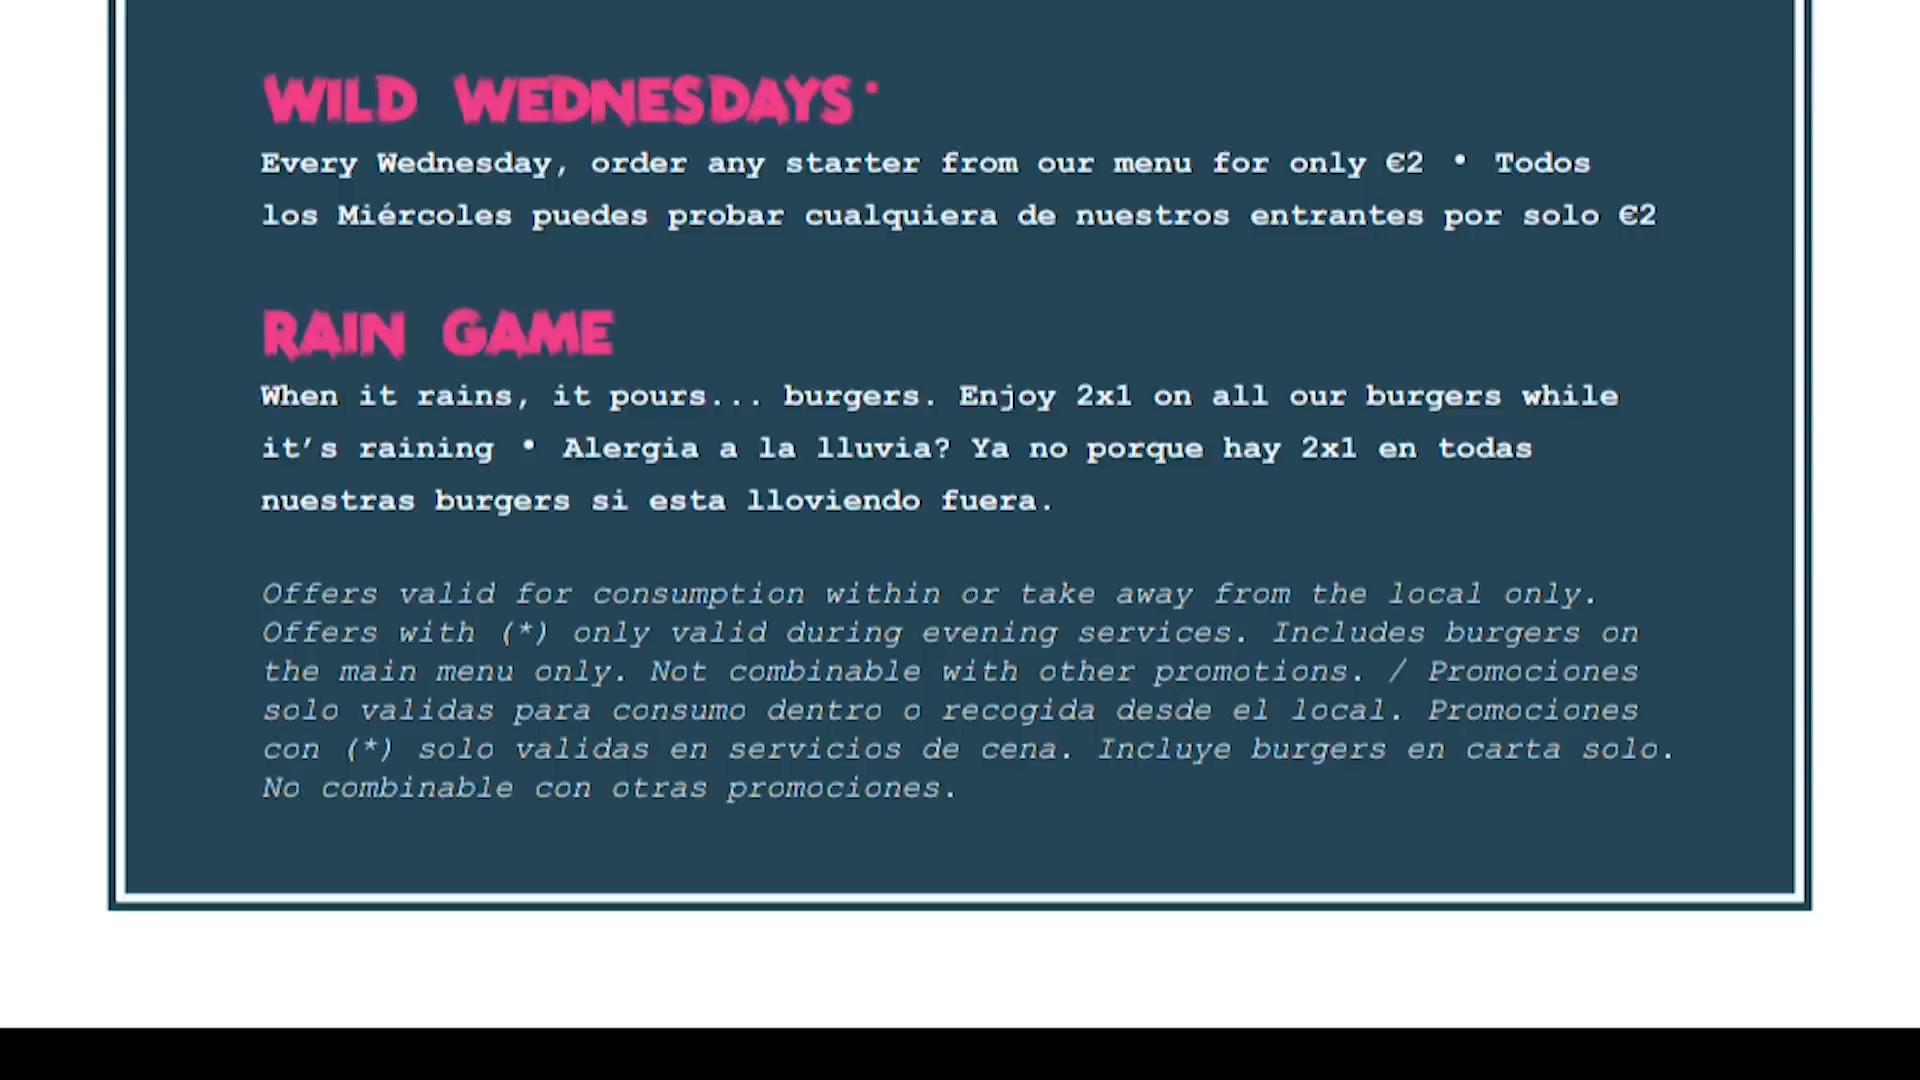 WILD WEDNESDAYS*
Every Wednesday, order any starter from our menu for only €2 • Todos
los Miércoles puedes probar cualquiera de nuestros entrantes por solo €2
RAIN GAME
When it rains, it pours... burgers. Enjoy 2x1 on all our burgers while
it’s raining • Alergia a la lluvia? Ya no porque hay 2x1 en todas
nuestras burgers si esta lloviendo fuera.
Offers valid for consumption within or take away from the local only.
Offers with (*) only valid during evening services. Includes burgers on
the main menu only. Not combinable with other promotions. / Promociones
solo validas para consumo dentro o recogida desde el local. Promociones
con (*) solo validas en servicios de cena. Incluye burgers en carta solo.
No combinable con otras promociones.